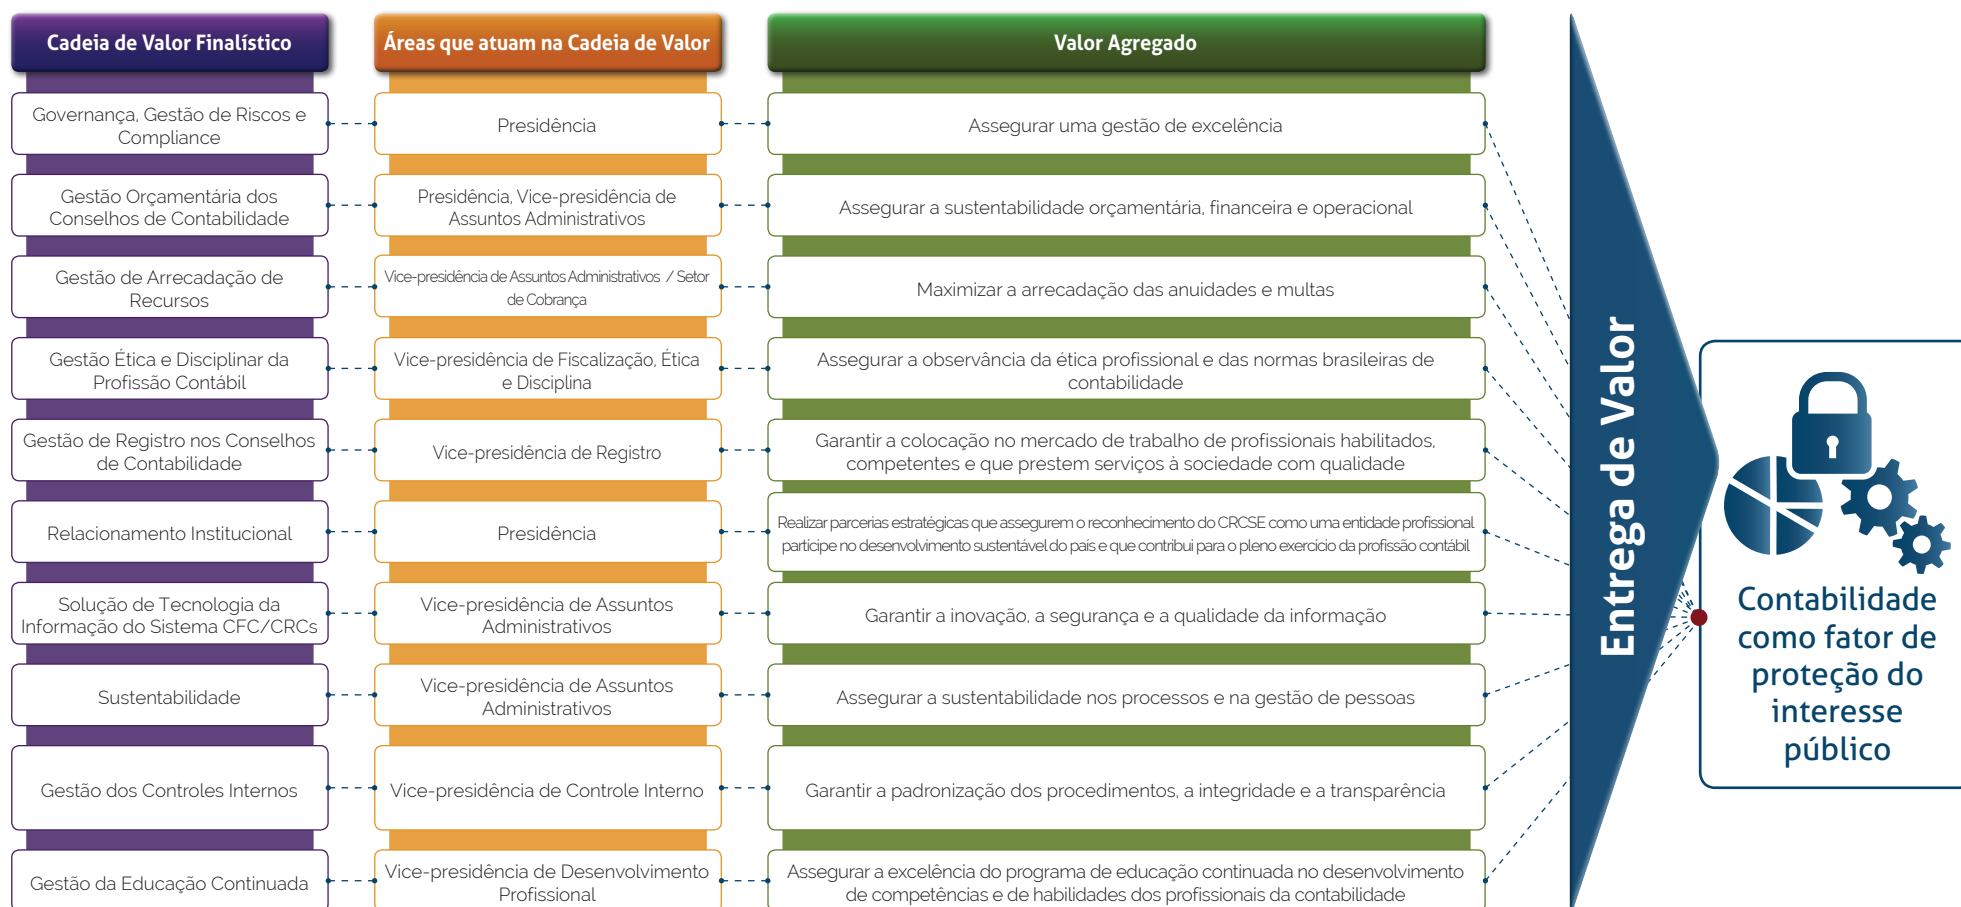 Cadeia de Valor Finalístico
Áreas que atuam na Cadeia de Valor
Valor Agregado
Governança, Gestão de Riscos e
Compliance
Presidência
Assegurar uma gestão de excelência
Gestão Orçamentária dos
Conselhos de Contabilidade
Presidência, Vice-presidência de
Assuntos Administrativos
Assegurar a sustentabilidade orçamentária, financeira e operacional
Gestão de Arrecadação de
Recursos
Vice-presidência de Assuntos Administrativos / Setor
de Cobrança
Maximizar a arrecadação das anuidades e multas
Gestão Ética e Disciplinar da
Profissão Contábil
Vice-presidência de Fiscalização, Ética
e Disciplina
Assegurar a observância da ética profissional e das normas brasileiras de
contabilidade
Gestão de Registro nos Conselhos
de Contabilidade
Vice-presidência de Registro
Garantir a colocação no mercado de trabalho de profissionais habilitados,
competentes e que prestem serviços à sociedade com qualidade
Relacionamento Institucional
Presidência
Realizar parcerias estratégicas que assegurem o reconhecimento do CRCSE como uma entidade profissional
partícipe no desenvolvimento sustentável do país e que contribui para o pleno exercício da profissão contábil
Solução de Tecnologia da
Informação do Sistema CFC/CRCs
Vice-presidência de Assuntos
Administrativos
Garantir a inovação, a segurança e a qualidade da informação
Sustentabilidade
Vice-presidência de Assuntos
Administrativos
Assegurar a sustentabilidade nos processos e na gestão de pessoas
Gestão dos Controles Internos
Vice-presidência de Controle Interno
Garantir a padronização dos procedimentos, a integridade e a transparência
Gestão da Educação Continuada
Vice-presidência de Desenvolvimento
Profissional
Assegurar a excelência do programa de educação continuada no desenvolvimento
de competências e de habilidades dos profissionais da contabilidade
Entrega de Valor
Contabilidade
como fator de
proteção do
interesse
público